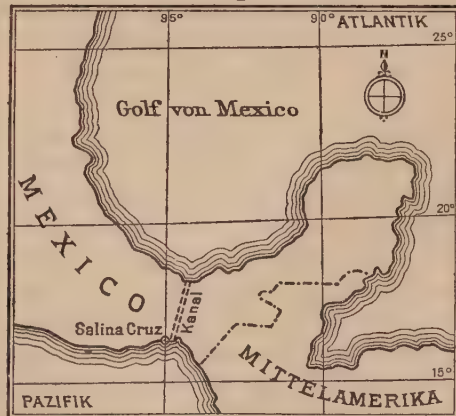 95°
90°
ATLANTIK
N
25°
Golf von Mexico
MEXICO
20°
Kanal
Salina Cruz
MITTELAMERIKA
15°
PAZIFIK